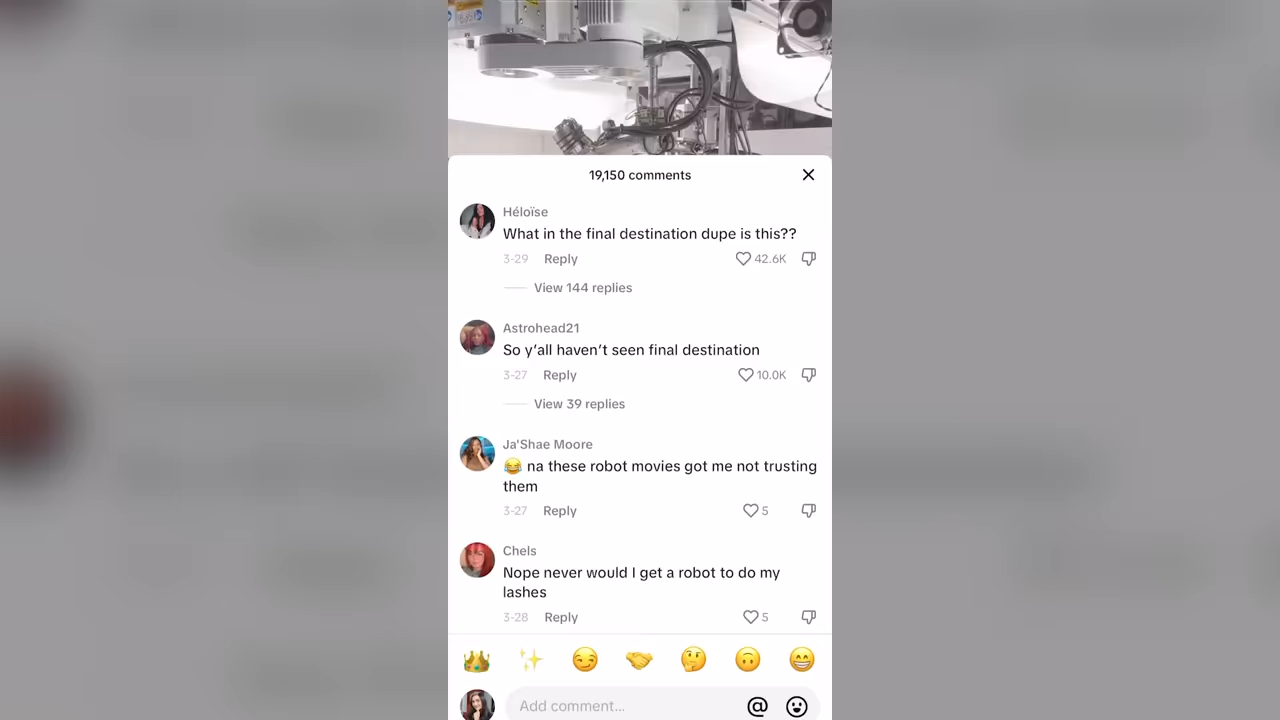 19,150 comments
Héloïse
What in the final destination dupe is this??
3-29 Reply 42.6K
View 144 replies
Astrohead21
So y’all haven’t seen final destination
3-27 Reply 10.0K
View 39 replies
Ja'Shae Moore
😂 na these robot movies got me not trusting
them
3-27 Reply 5
Chels
Nope never would I get a robot to do my
lashes
3-28 Reply 5
Add comment...